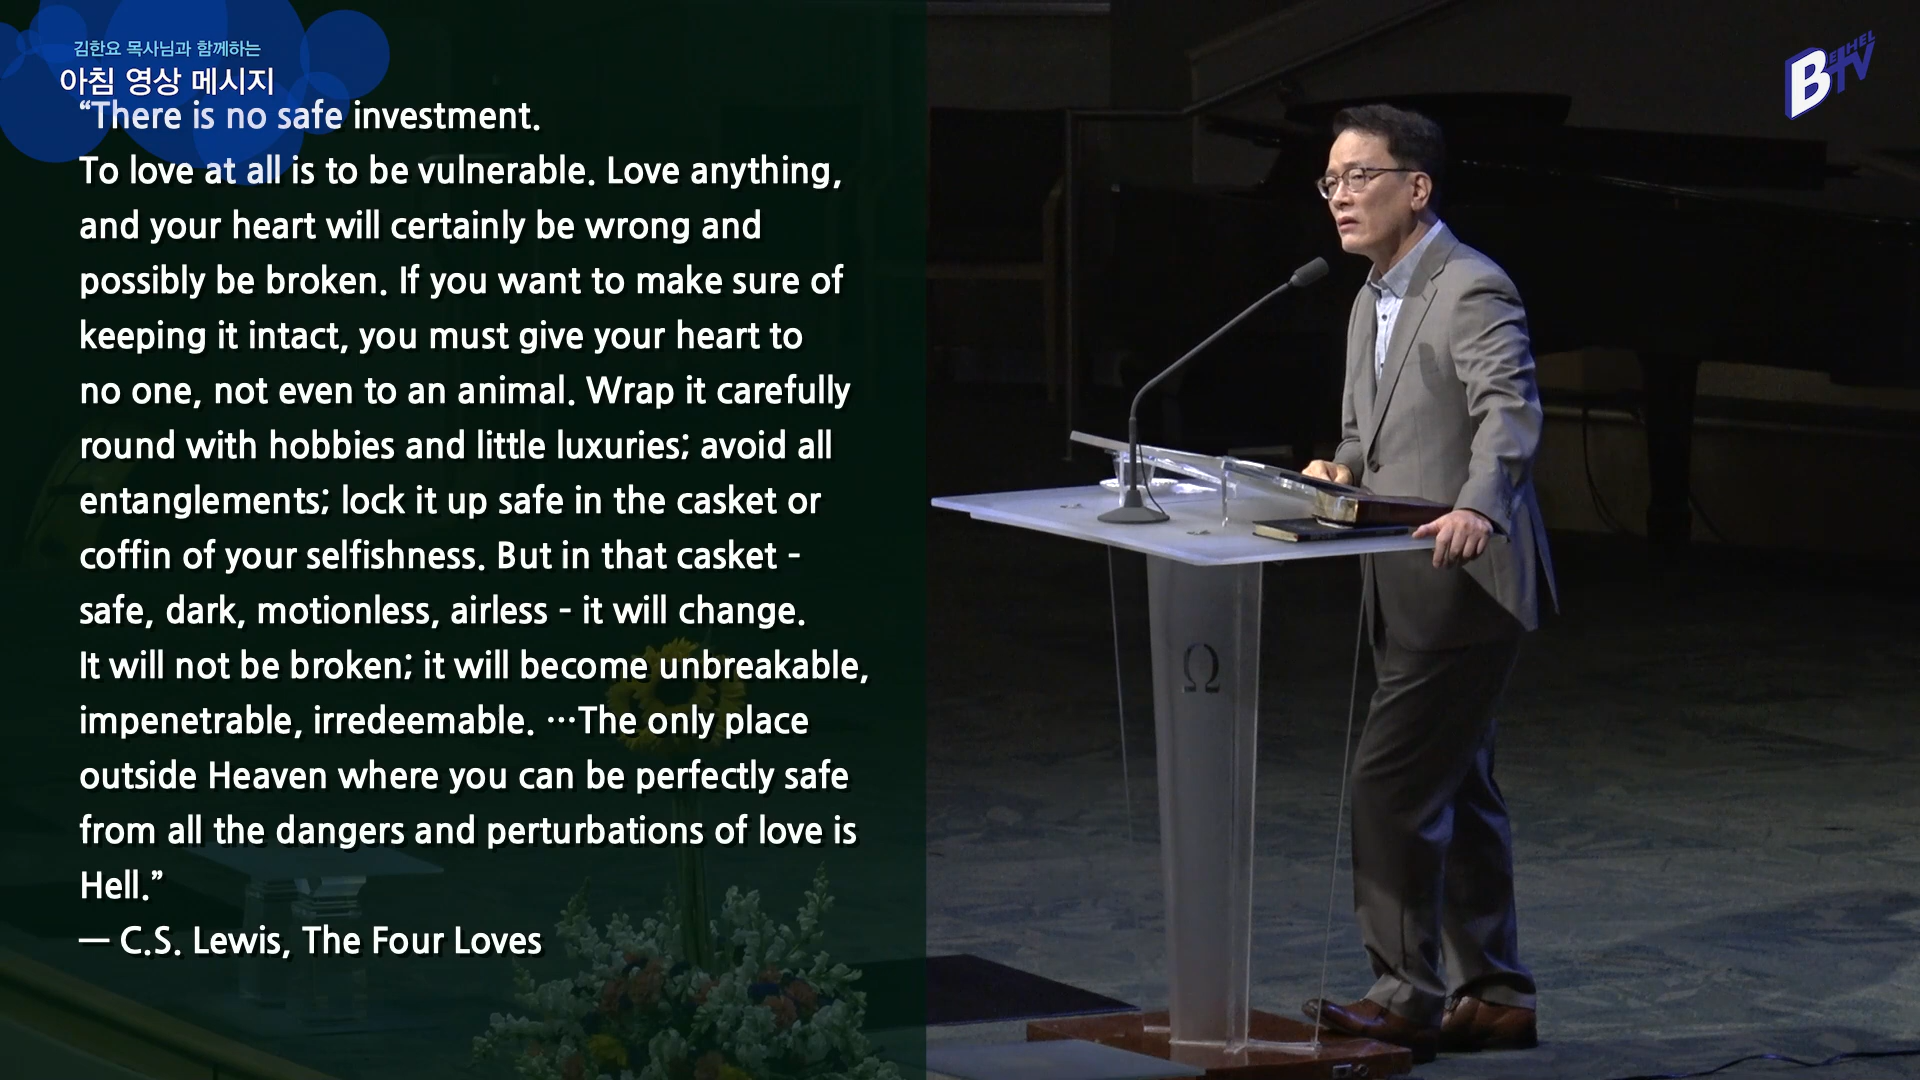 김한요 목사님과 함께하는
아침 영상 메시지
“There is no safe investment.
To love at all is to be vulnerable. Love anything,
and your heart will certainly be wrong and
possibly be broken. If you want to make sure of
keeping it intact, you must give your heart to
no one, not even to an animal. Wrap it carefully
round with hobbies and little luxuries; avoid all
entanglements; lock it up safe in the casket or
coffin of your selfishness. But in that casket -
safe, dark, motionless, airless - it will change.
It will not be broken; it will become unbreakable,
impenetrable, irredeemable. ⋯The only place
outside Heaven where you can be perfectly safe
from all the dangers and perturbations of love is
Hell.”
— C.S. Lewis, The Four Loves
BETHEL
TV
Ω